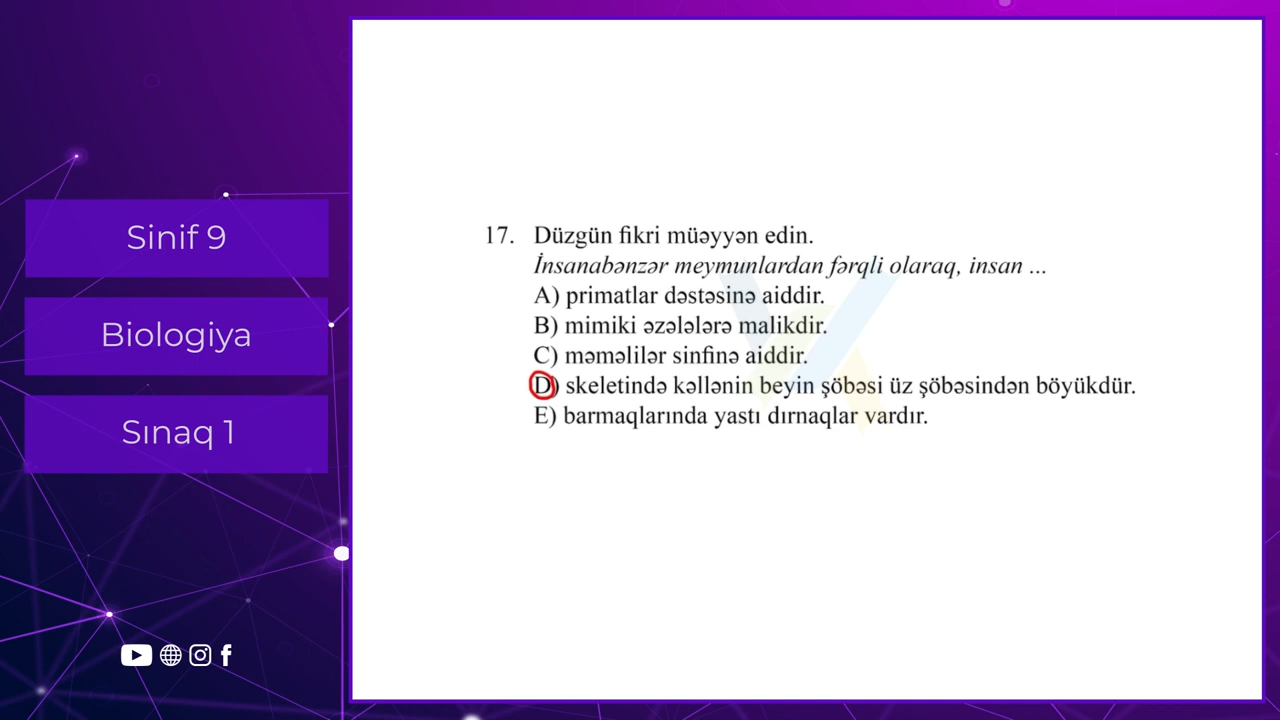 Sinif 9
Biologiya
Sınaq 1
17. Düzgün fikri müəyyən edin.
İnsanabənzər meymunlardan fərqli olaraq, insan ...
A) primatlar dəstəsinə aiddir.
B) mimiki əzələlərə malikdir.
C) məməlilər sinfinə aiddir.
D) skeletində kəllənin beyin şöbəsi üz şöbəsindən böyükdür.
E) barmaqlarında yastı dırnaqlar vardır.